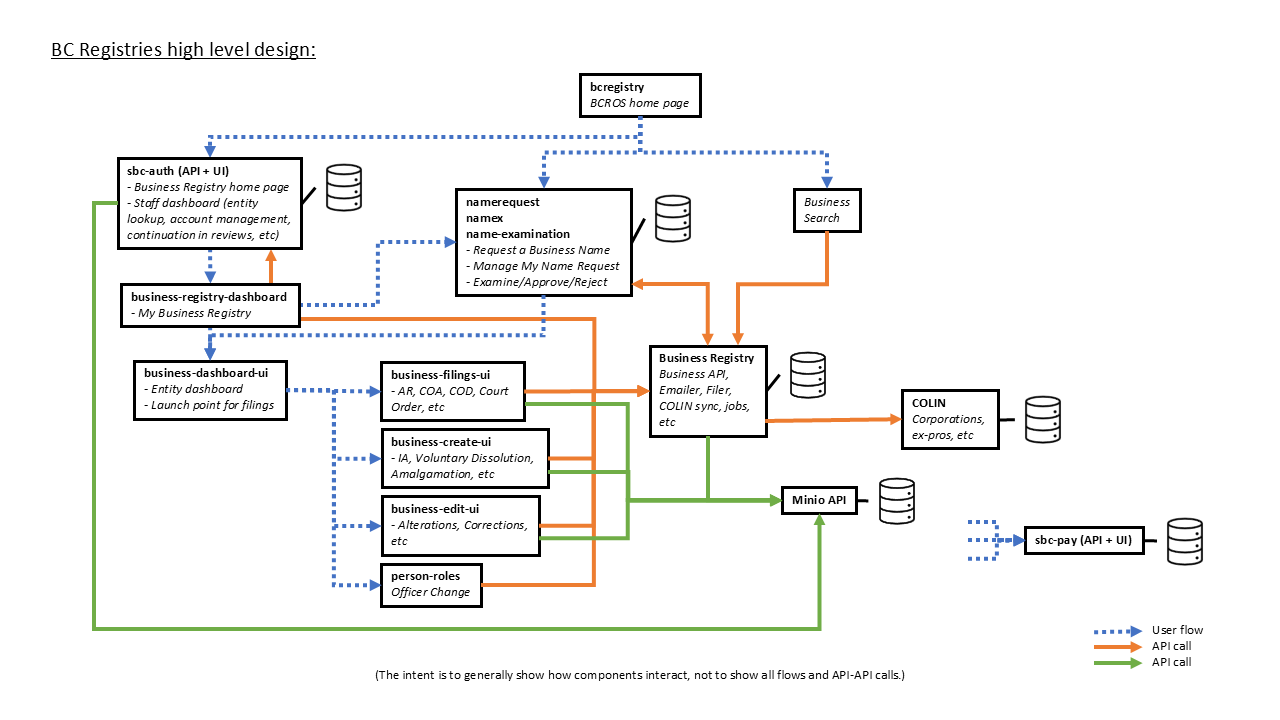 BC Registries high level design:
bcregistry
BCROS home page
sbc-auth (API + UI)
- Business Registry home page
- Staff dashboard (entity
lookup, account management,
continuation in reviews, etc)
namerequest
namex
name-examination
- Request a Business Name
- Manage My Name Request
- Examine/Approve/Reject
Business
Search
business-registry-dashboard
- My Business Registry
business-dashboard-ui
- Entity dashboard
- Launch point for filings
business-filings-ui
- AR, COA, COD, Court
Order, etc
Business Registry
Business API,
Emailer, Filer,
COLIN sync, jobs,
etc
COLIN
Corporations,
ex-pros, etc
business-create-ui
- IA, Voluntary Dissolution,
Amalgamation, etc
business-edit-ui
- Alterations, Corrections,
etc
Minio API
sbc-pay (API + UI)
person-roles
Officer Change
User flow
API call
API call
(The intent is to generally show how components interact, not to show all flows and API-API calls.)